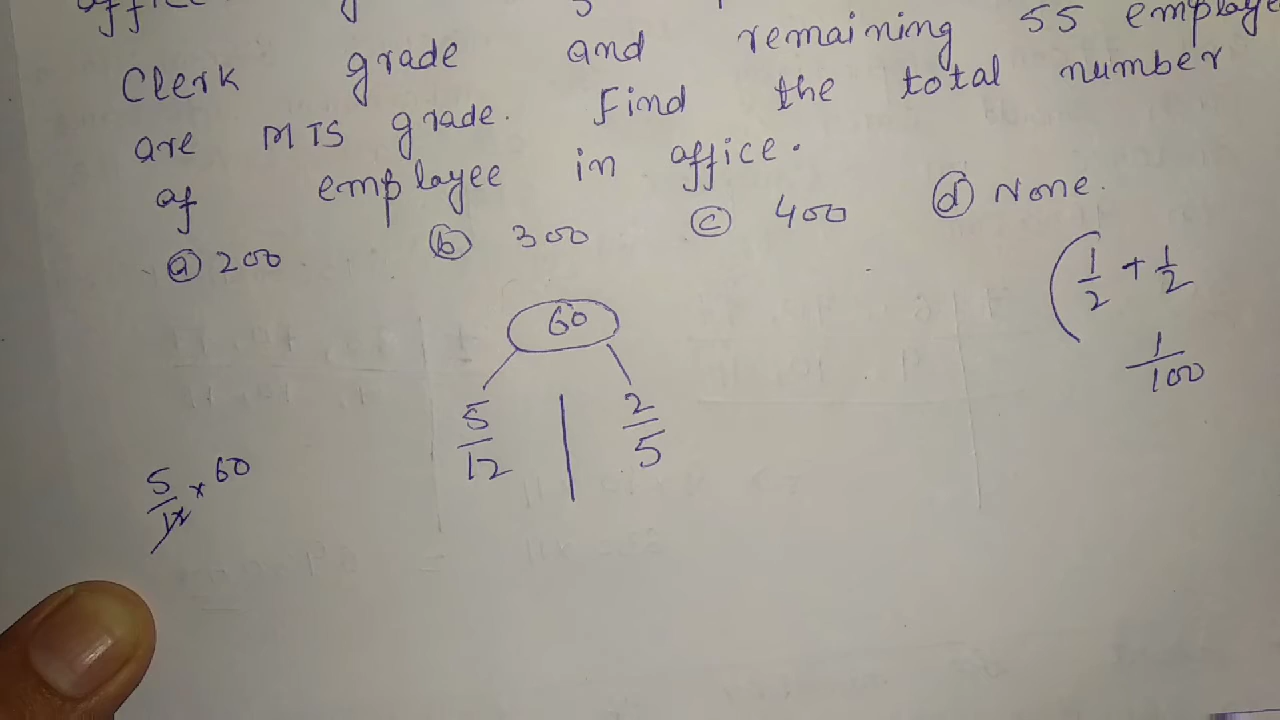 Clerk grade and remaining 55
are MTS grade. Find the total number
of employee in office.
(a) 200 (b) 300 (c) 400 (d) None.
(1/2 + 1/2
1/100
60
5/12 | 2/5
5/12 × 60